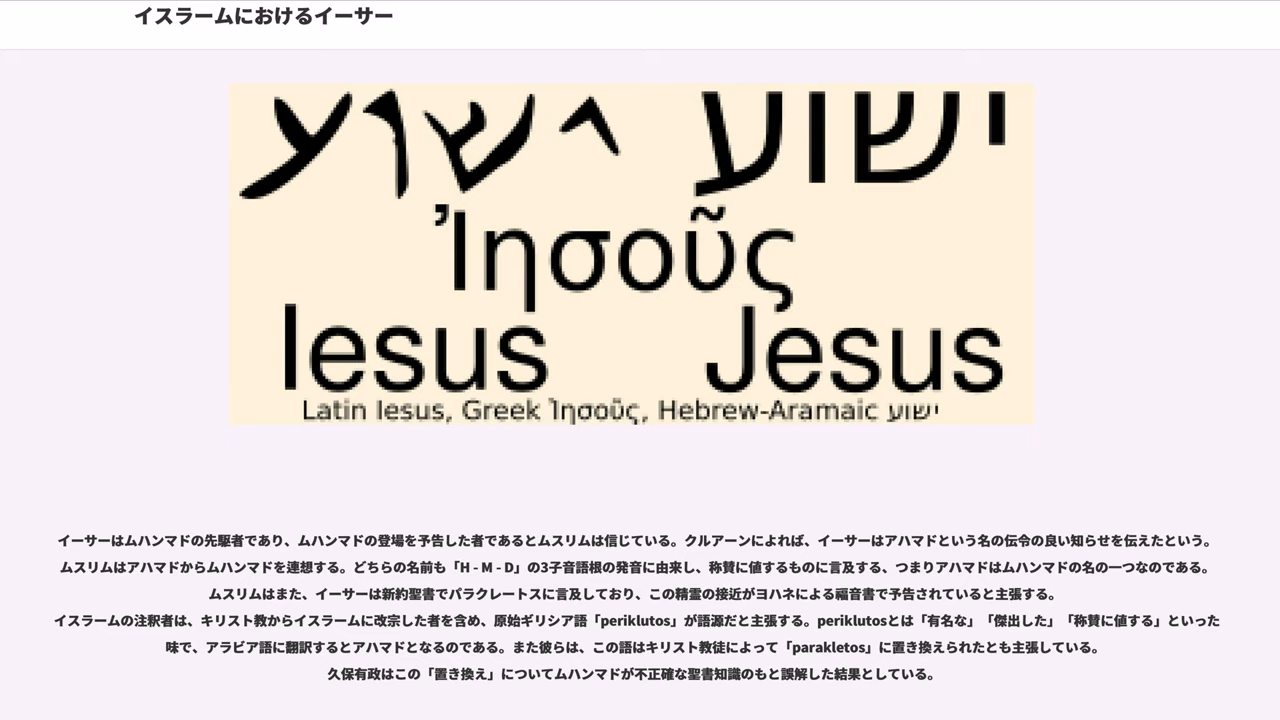 イスラームにおけるイーサー
ישוע ישוע
Ἰησοῦς
Iesus Jesus
Latin Iesus, Greek Ἰησοῦς, Hebrew-Aramaic ישוע
イーサーはムハンマドの先駆者であり、ムハンマドの登場を予告した者であるとムスリムは信じている。クルアーンによれば、イーサーはアハマドという名の伝令の良い知らせを伝えたという。
ムスリムはアハマドからムハンマドを連想する。どちらの名前も「H - M - D」の3子音語根の発音に由来し、称賛に値するものに言及する、つまりアハマドはムハンマドの名の一つなのである。
ムスリムはまた、イーサーは新約聖書でパラクレートスに言及しており、この精霊の接近がヨハネによる福音書で予告されていると主張する。
イスラームの注釈者は、キリスト教からイスラームに改宗した者を含め、原始ギリシア語「periklutos」が語源だと主張する。periklutosとは「有名な」「傑出した」「称賛に値する」といった
味で、アラビア語に翻訳するとアハマドとなるのである。また彼らは、この語はキリスト教徒によって「parakletos」に置き換えられたとも主張している。
久保有政はこの「置き換え」についてムハンマドが不正確な聖書知識のもと誤解した結果としている。